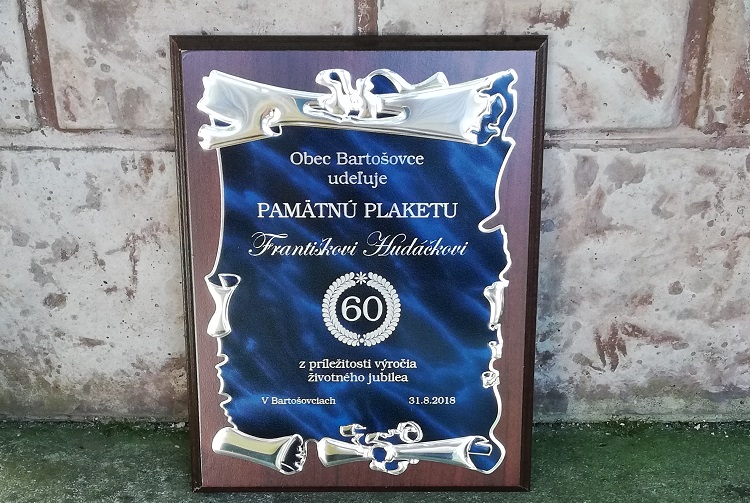 Obec Bartošovce
udeľuje
PAMÄTNÚ PLAKETU
Františkovi Hudáčkovi
60
z príležitosti výročia
životného jubilea
V Bartošovciach 31.8.2018